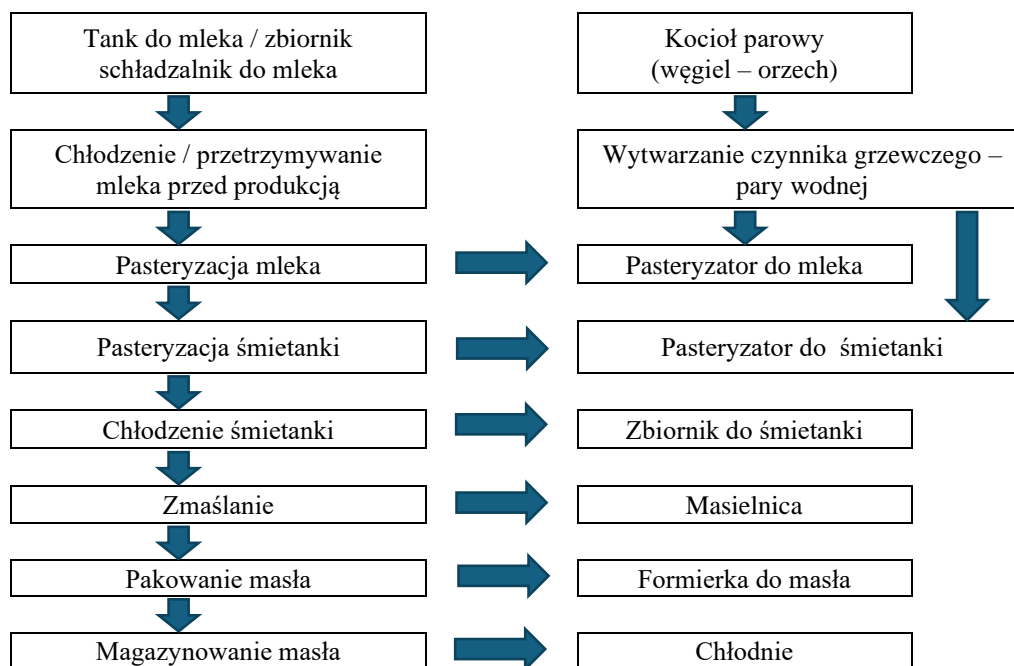 Tank do mleka / zbiornik
schładzalnik do mleka
Kocioł parowy
(węgiel – orzech)
Chłodzenie / przetrzymywanie
mleka przed produkcją
Wytwarzanie czynnika grzewczego –
pary wodnej
Pasteryzacja mleka
Pasteryzator do mleka
Pasteryzacja śmietanki
Pasteryzator do śmietanki
Chłodzenie śmietanki
Zbiornik do śmietanki
Zmaślanie
Masielnica
Pakowanie masła
Formierka do masła
Magazynowanie masła
Chłodnie